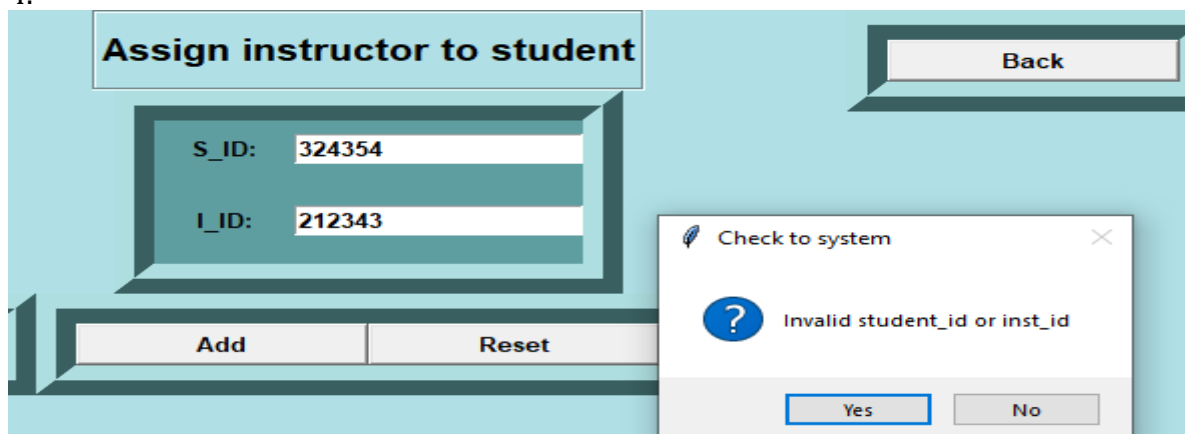 Assign instructor to student
Back
S_ID: 324354
I_ID: 212343
Check to system
Invalid student_id or inst_id
Add Reset
Yes No